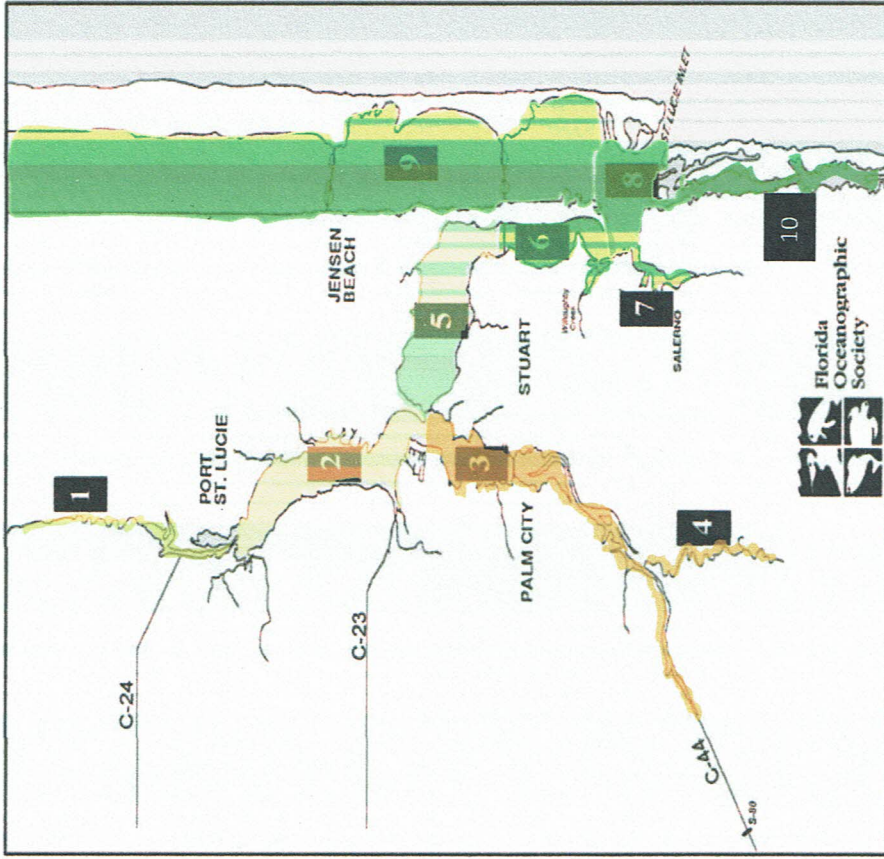 1
PORT
ST. LUCIE
2
C-24
C-23
JENSEN
BEACH
9
5
6
8
ST. LUCIE INLET
STUART
Willoughby
Creek
7
SALERNO
10
3
PALM CITY
4
C-44
S-80
Florida
Oceanographic
Society